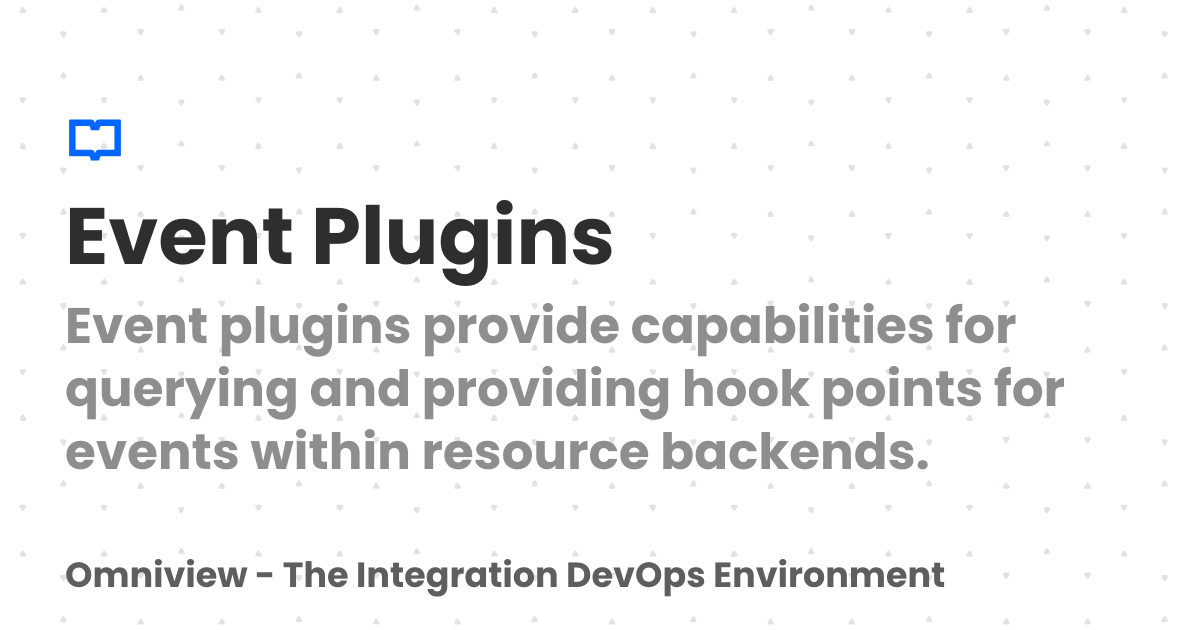 Event Plugins
Event plugins provide capabilities for
querying and providing hook points for
events within resource backends.
Omniview - The Integration DevOps Environment